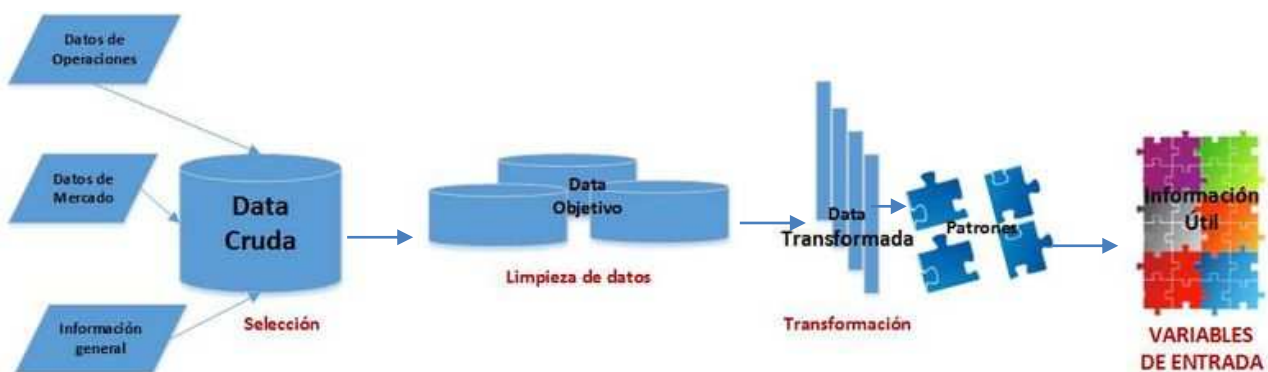 Datos de
Operaciones
Datos de
Mercado
Información
general
Data
Cruda
Selección
Data
Objetivo
Limpieza de datos
Data
Transformada
Transformación
Patrones
Información
Útil
VARIABLES
DE ENTRADA